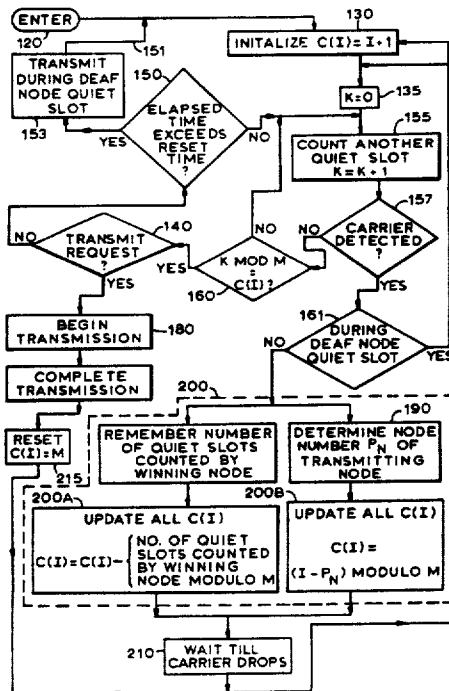 ENTER
120
151
130
INITALIZE C(I)=I+1
TRANSMIT
DURING DEAF
NODE QUIET
SLOT
153
150
ELAPSED
TIME
EXCEEDS
RESET
TIME
?
YES
NO
K=0
135
155
COUNT ANOTHER
QUIET SLOT
K=K+1
157
CARRIER
DETECTED
?
NO
YES
NO
140
TRANSMIT
REQUEST
?
YES
NO
K MOD M
=
C(I)?
160
YES
BEGIN
TRANSMISSION
180
COMPLETE
TRANSMISSION
161
DURING
DEAF NODE
QUIET
SLOT
NO
YES
200
RESET
C(I)=M
215
REMEMBER NUMBER
OF QUIET SLOTS
COUNTED BY
WINNING NODE
190
DETERMINE NODE
NUMBER PN OF
TRANSMITTING
NODE
200A
UPDATE ALL C(I)
C(I)=C(I)-{NO. OF QUIET
SLOTS COUNTED
BY WINNING
NODE MODULO M
200B
UPDATE ALL C(I)
C(I)=
(I-PN) MODULO M
210
WAIT TILL
CARRIER DROPS